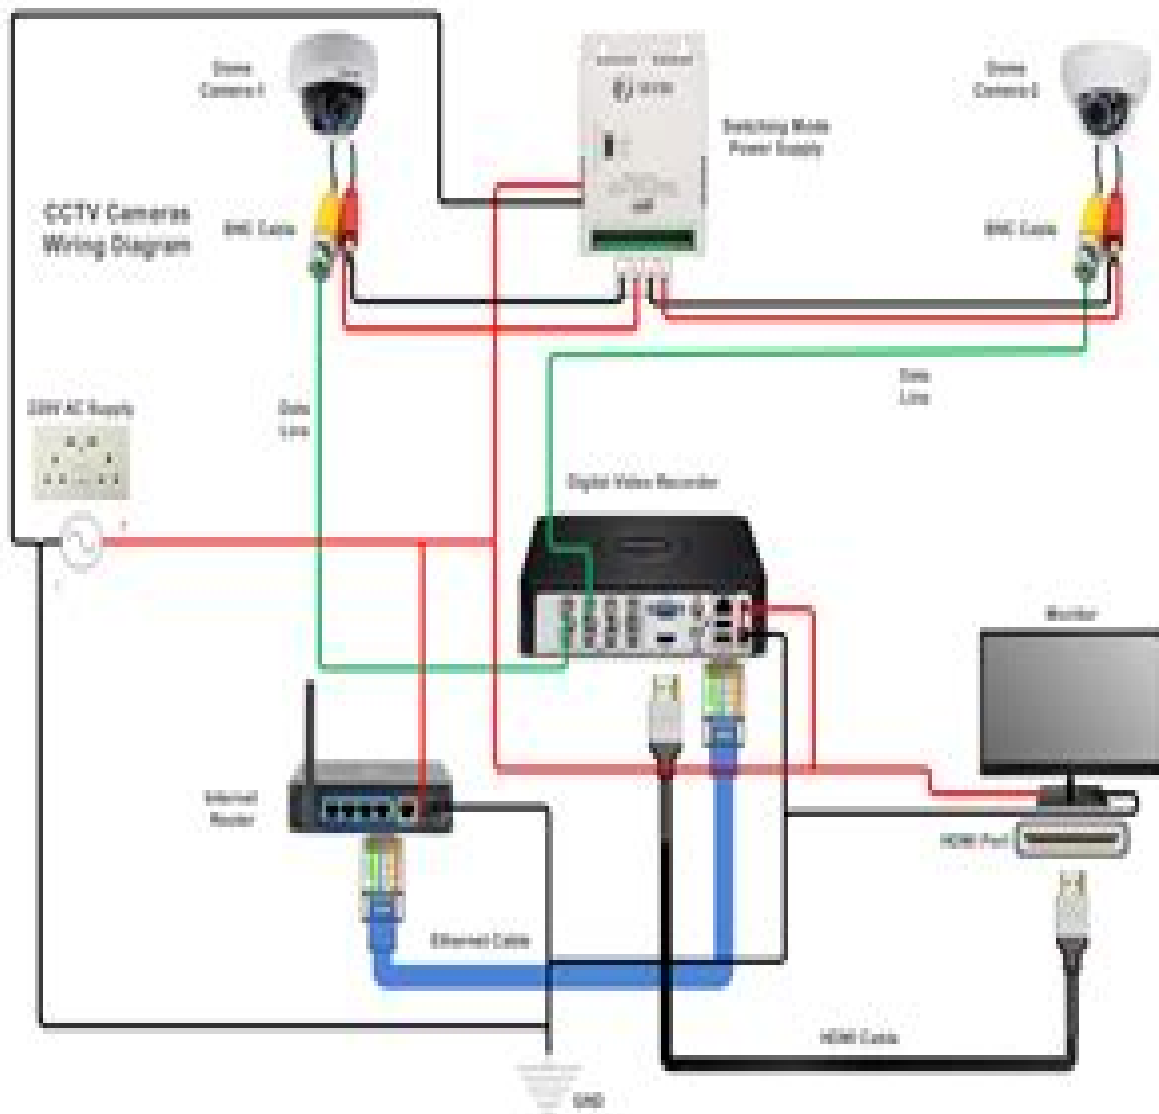 Dome
Camera-1
Switching Mode
Power Supply
Dome
Camera-2
CCTV Cameras
Wiring Diagram
BNC Cable
BNC Cable
Data
Line
220V AC Supply
Data
Line
Digital Video Recorder
Monitor
Internet
Router
HDMI Port
Ethernet Cable
HDMI Cable
GND